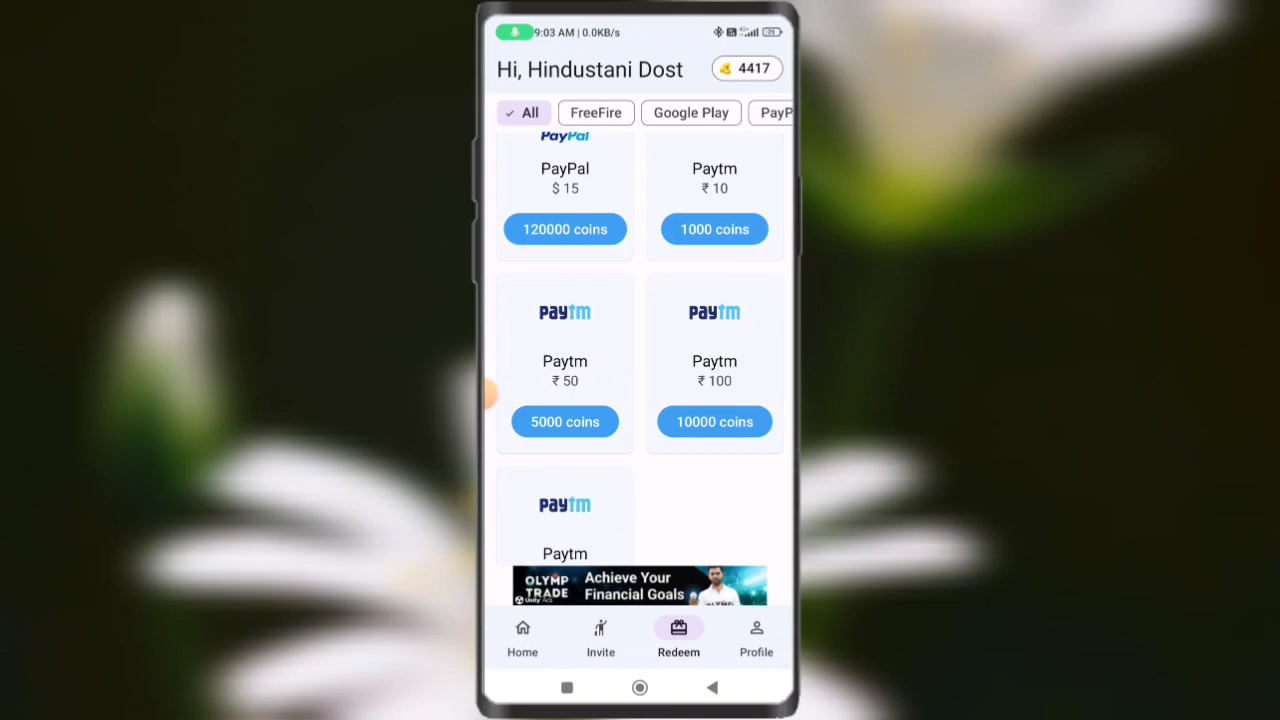 9:03 AM | 0.0KB/s
Hi, Hindustani Dost
4417
All
FreeFire
Google Play
PayP
PayPal
PayPal
$ 15
120000 coins
Paytm
₹ 10
1000 coins
paytm
Paytm
₹ 50
5000 coins
paytm
Paytm
₹ 100
10000 coins
paytm
Paytm
OLYMP
TRADE
Achieve Your
Financial Goals
Home
Invite
Redeem
Profile